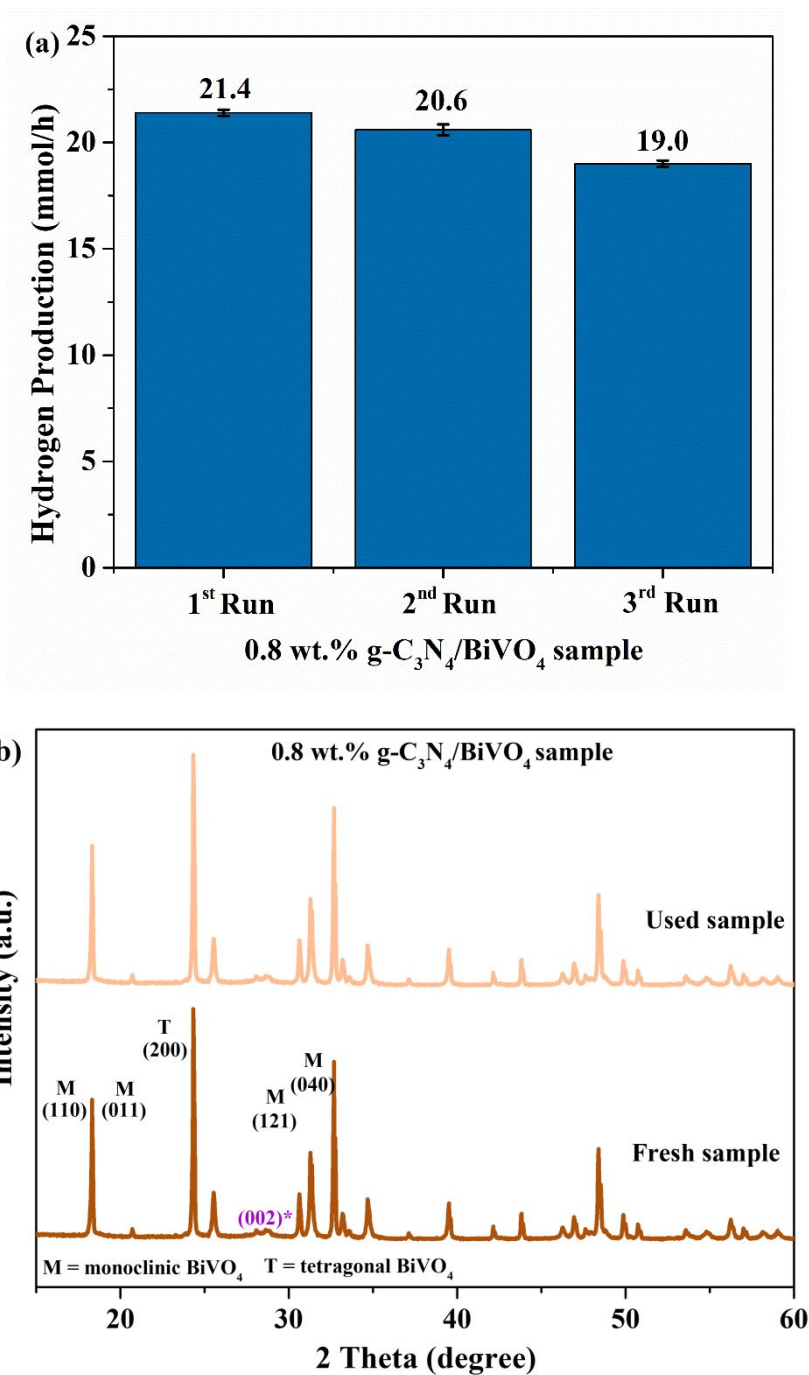 (a)
25
20
15
10
5
0
Hydrogen Production (mmol/h)
21.4
20.6
19.0
1st Run
2nd Run
3rd Run
0.8 wt.% g-C3N4/BiVO4 sample
b)
0.8 wt.% g-C3N4/BiVO4 sample
Intensity (a.u.)
Used sample
T
(200)
M
(040)
M
(110)
M
(011)
M
(121)
Fresh sample
(002)*
M = monoclinic BiVO4 T = tetragonal BiVO4
20
30
40
50
60
2 Theta (degree)